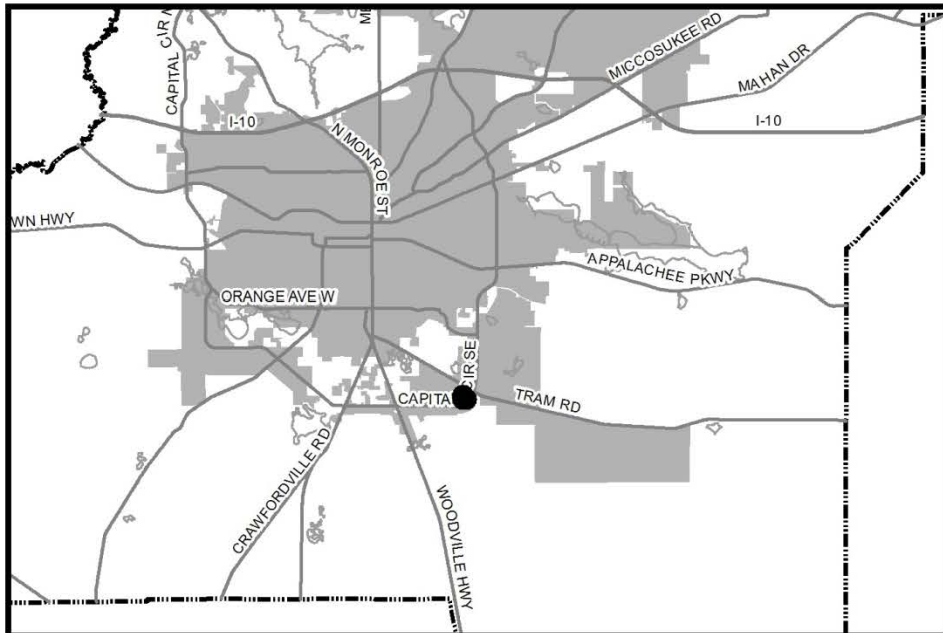 CAPITAL CIR N
ME
MICCOSUKEE RD
MAHAN DR
I-10
I-10
N MONROE ST
WN HWY
APPALACHEE PKWY
ORANGE AVE W
CIR SE
CAPITA
TRAM RD
CRAWFORDVILLE RD
WOODVILLE HWY